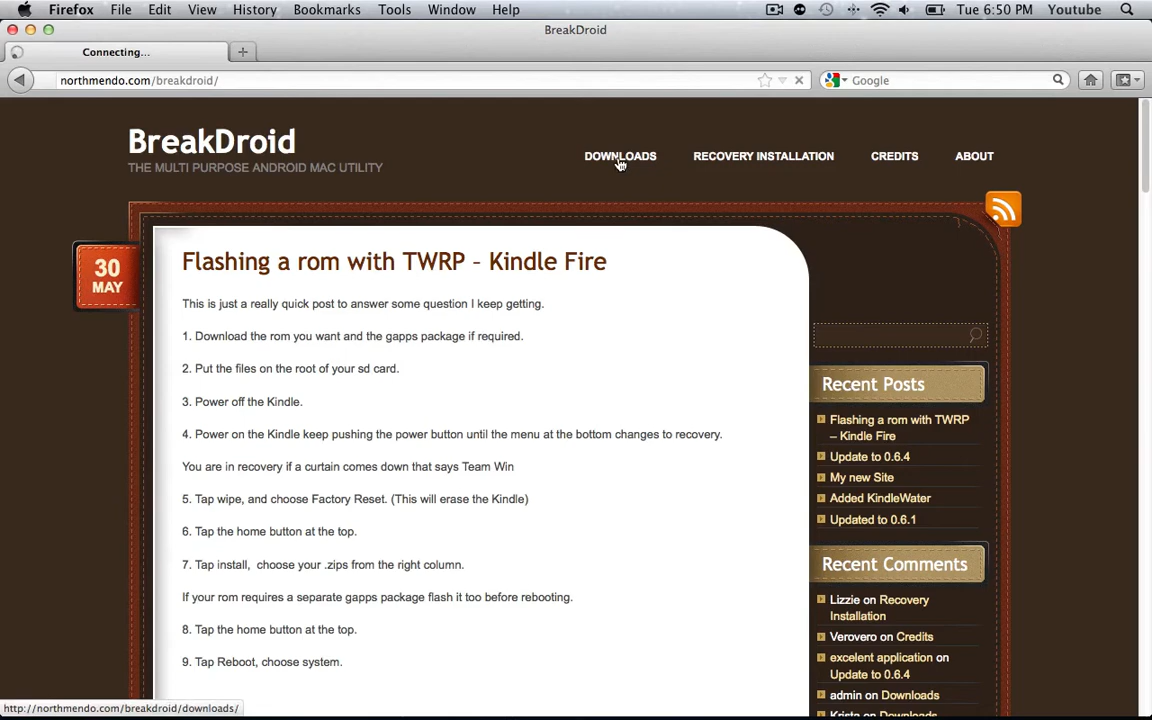 Firefox File Edit View History Bookmarks Tools Window Help Tue 6:50 PM Youtube
BreakDroid
Connecting...
northmendo.com/breakdroid/ Google
BreakDroid
THE MULTI PURPOSE ANDROID MAC UTILITY
DOWNLOADS RECOVERY INSTALLATION CREDITS ABOUT
30
MAY
Flashing a rom with TWRP – Kindle Fire
This is just a really quick post to answer some question I keep getting.
1. Download the rom you want and the gapps package if required.
2. Put the files on the root of your sd card.
3. Power off the Kindle.
4. Power on the Kindle keep pushing the power button until the menu at the bottom changes to recovery.
You are in recovery if a curtain comes down that says Team Win
5. Tap wipe, and choose Factory Reset. (This will erase the Kindle)
6. Tap the home button at the top.
7. Tap install,  choose your .zips from the right column.
If your rom requires a separate gapps package flash it too before rebooting.
8. Tap the home button at the top.
9. Tap Reboot, choose system.
Recent Posts
Flashing a rom with TWRP
– Kindle Fire
Update to 0.6.4
My new Site
Added KindleWater
Updated to 0.6.1
Recent Comments
Lizzie on Recovery
Installation
Verovero on Credits
excelent application on
Update to 0.6.4
admin on Downloads
Krista on Downloads
http://northmendo.com/breakdroid/downloads/